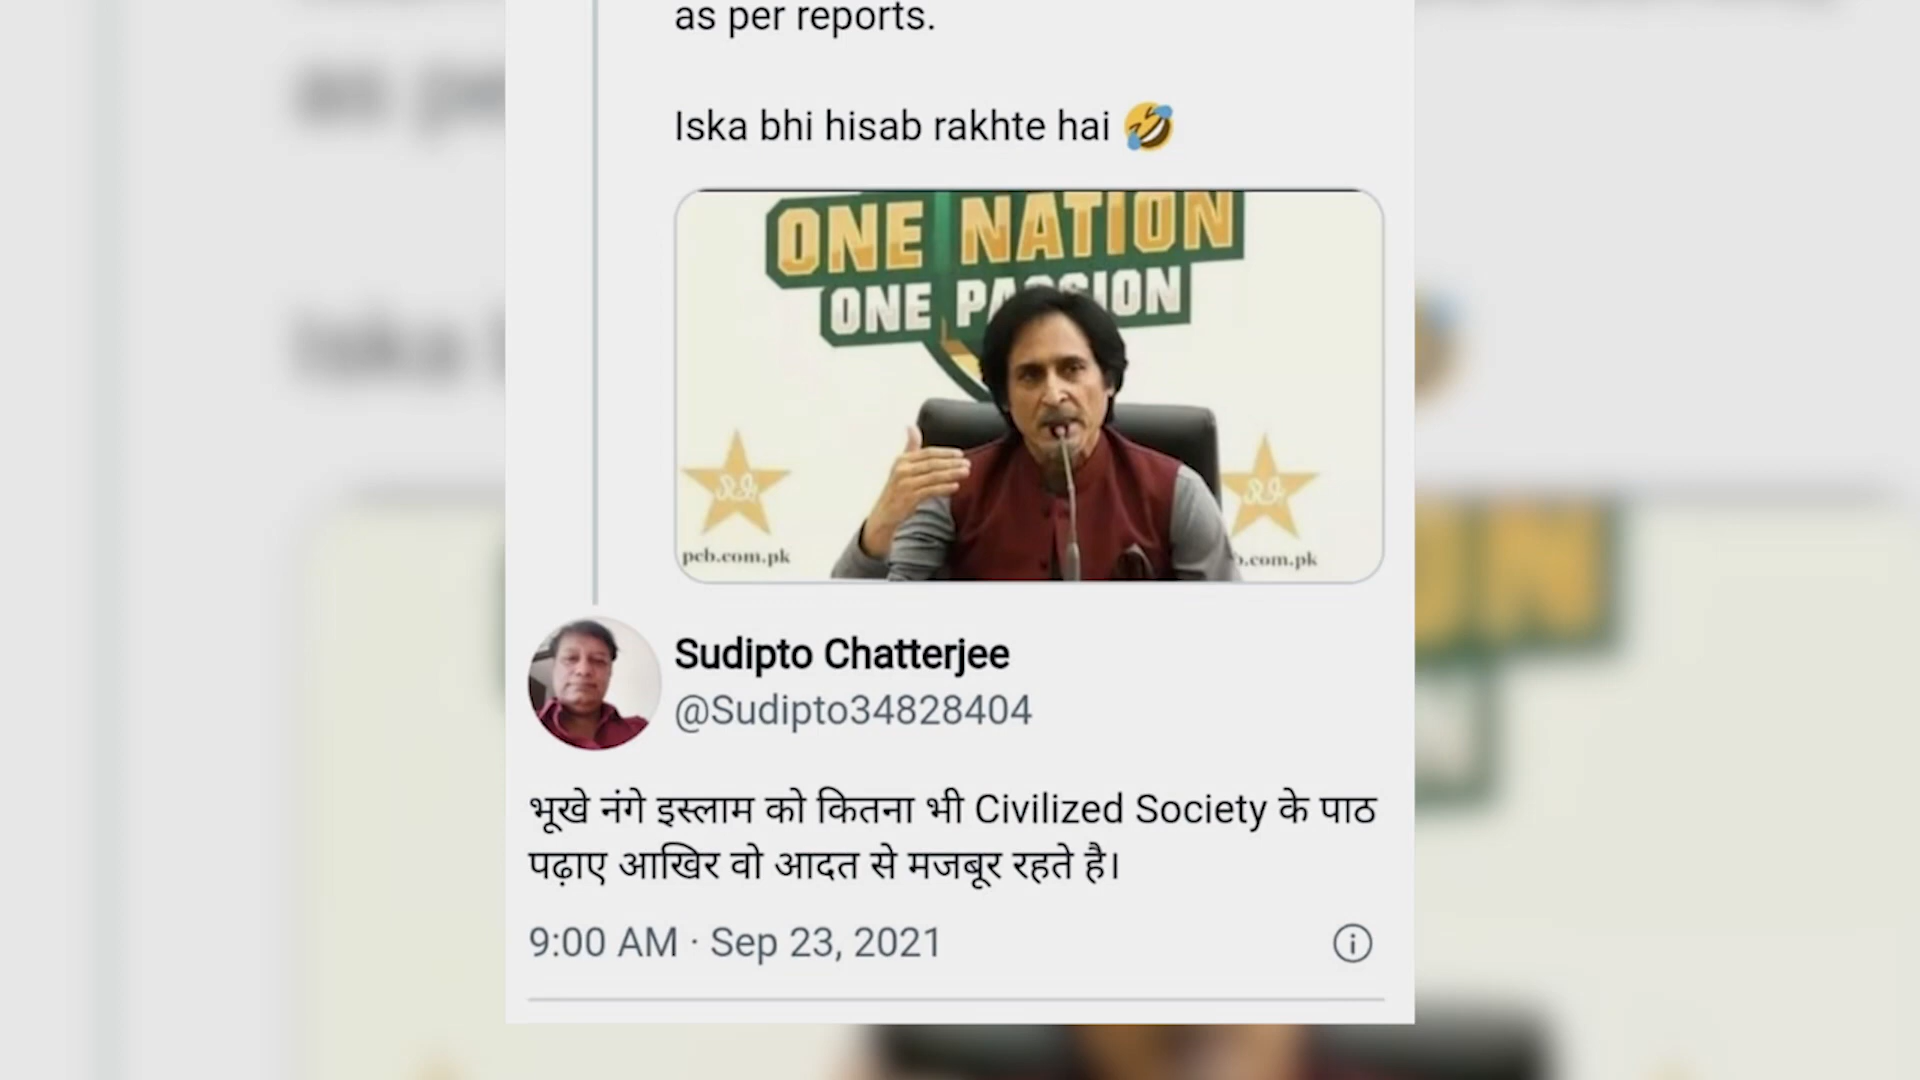 as per reports.
Iska bhi hisab rakhte hai 🤣
ONE NATION
ONE
pcb.com.pk
.com.pk
Sudipto Chatterjee
@Sudipto34828404
भूखे नंगे इस्लाम को कितना भी Civilized Society के पाठ
पढ़ाए आखिर वो आदत से मजबूर रहते है।
9:00 AM · Sep 23, 2021